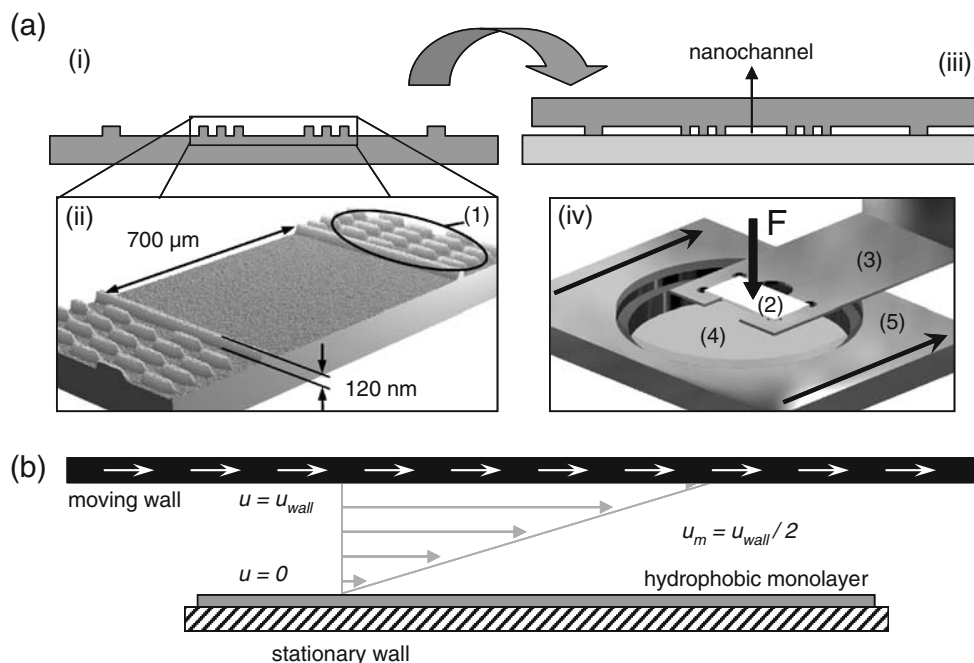 (a)
(i)
nanochannel
(iii)
(ii)
(1)
700 µm
120 nm
(iv)
F
(2)
(3)
(4)
(5)
(b)
moving wall
u = u_wall
u_m = u_wall / 2
u = 0
hydrophobic monolayer
stationary wall